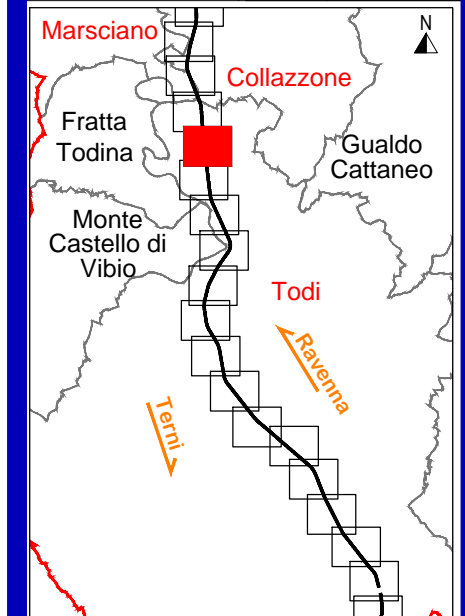 N
Marsciano
Collazzone
Fratta
Todina
Gualdo
Cattaneo
Monte
Castello di
Vibio
Todi
Ravenna
Terni